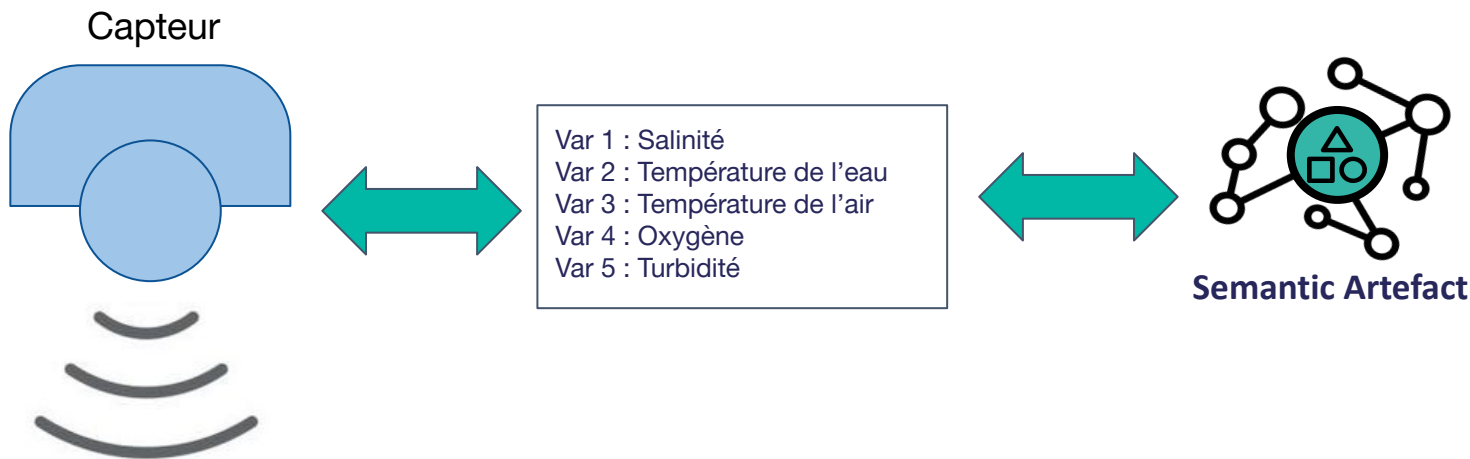 Capteur
Var 1 : Salinité
Var 2 : Température de l'eau
Var 3 : Température de l'air
Var 4 : Oxygène
Var 5 : Turbidité
Semantic Artefact